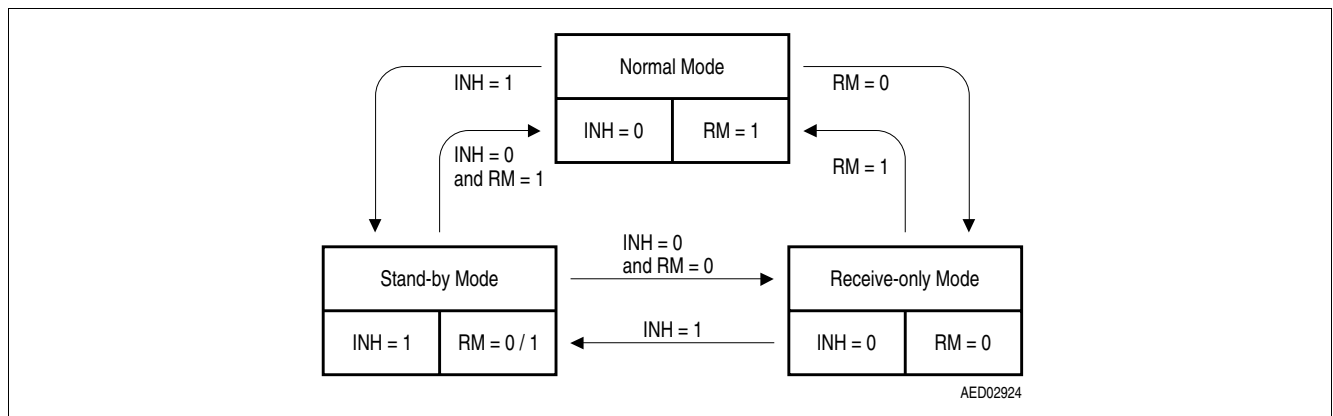 Normal Mode
INH = 0
RM = 1
INH = 1
RM = 0
INH = 0
and RM = 1
RM = 1
INH = 0
and RM = 0
INH = 1
Stand-by Mode
INH = 1
RM = 0 / 1
Receive-only Mode
INH = 0
RM = 0
AED02924